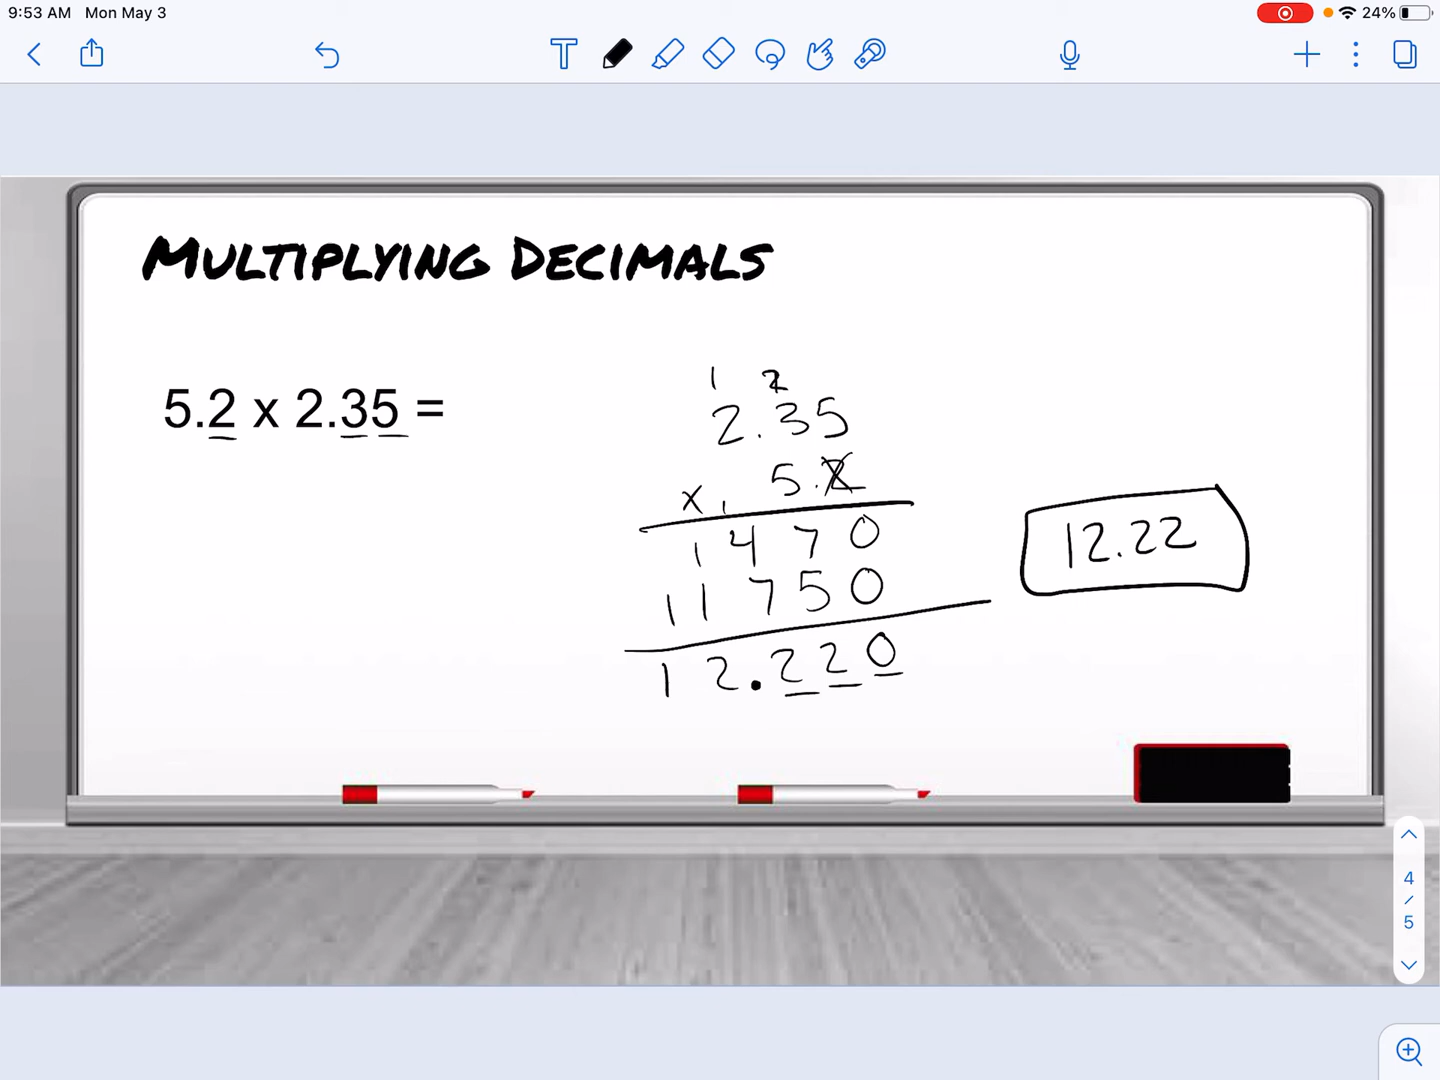 9:53 AM Mon May 3
24%
MULTIPLYING DECIMALS
5.2 x 2.35 =
1 2
2.35
x 5.2
1
1470
11750
12.220
12.22
4
/
5